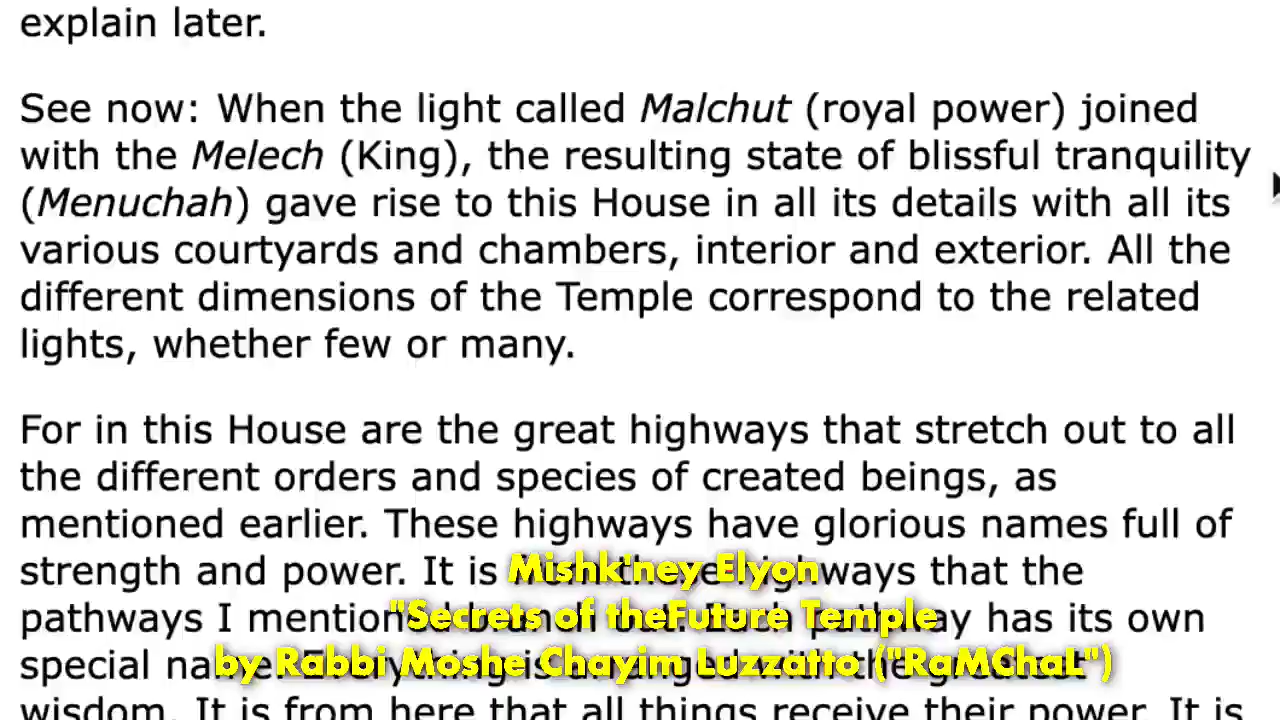 explain later.
See now: When the light called Malchut (royal power) joined
with the Melech (King), the resulting state of blissful tranquility
(Menuchah) gave rise to this House in all its details with all its
various courtyards and chambers, interior and exterior. All the
different dimensions of the Temple correspond to the related
lights, whether few or many.
For in this House are the great highways that stretch out to all
the different orders and species of created beings, as
mentioned earlier. These highways have glorious names full of
strength and power. It is that the
pathways I has its own
special
wisdom. It is from here that all things receive their power. It is
Mishk'ney Elyon
"Secrets of theFuture Temple
by Rabbi Moshe Chayim Luzzatto ("RaMChaL")